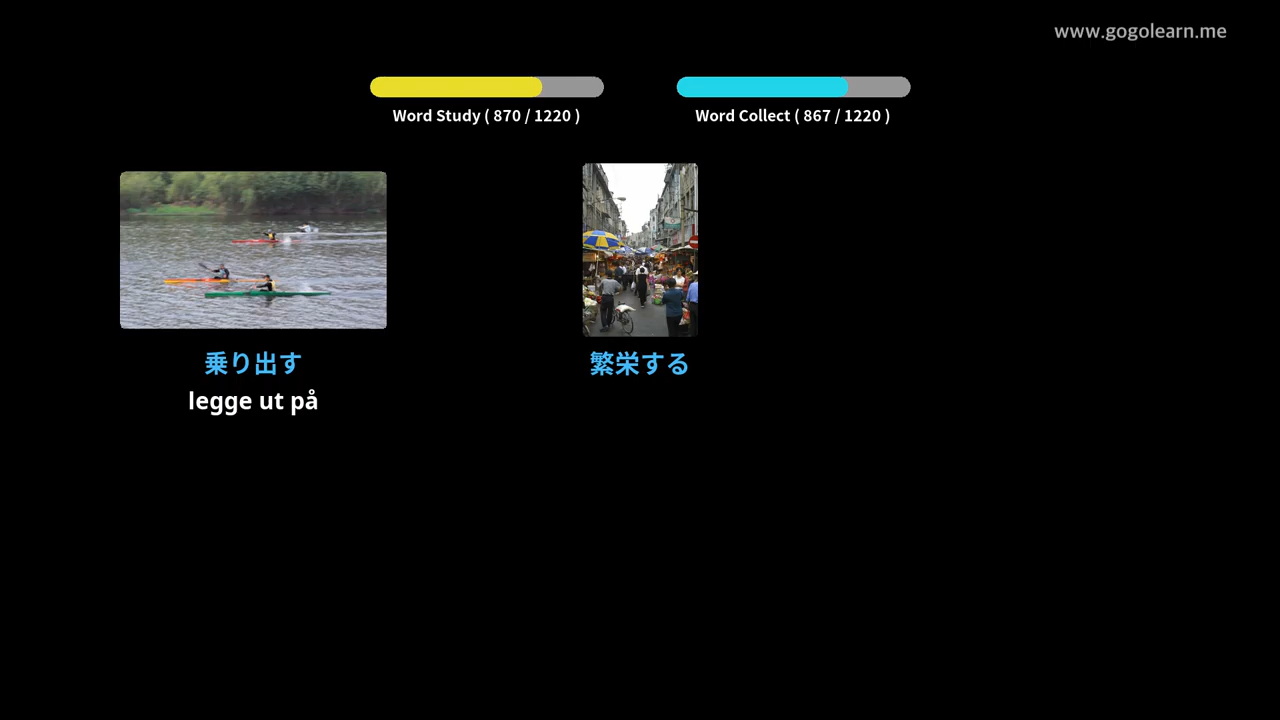 www.gogolearn.me
Word Study ( 870 / 1220 )
Word Collect ( 867 / 1220 )
乗り出す
legge ut på
繁栄する